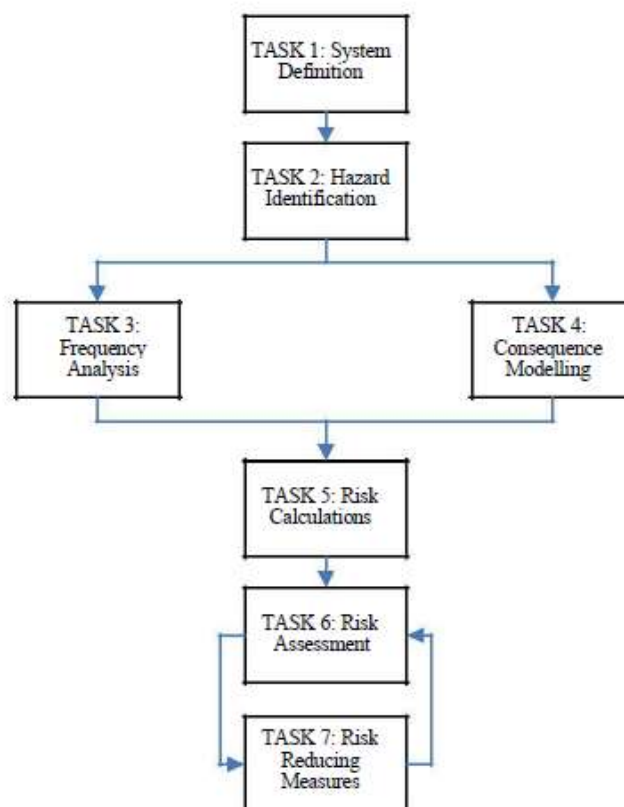 TASK 1: System
Definition
TASK 2: Hazard
Identification
TASK 3:
Frequency
Analysis
TASK 4:
Consequence
Modelling
TASK 5: Risk
Calculations
TASK 6: Risk
Assessment
TASK 7: Risk
Reducing
Measures